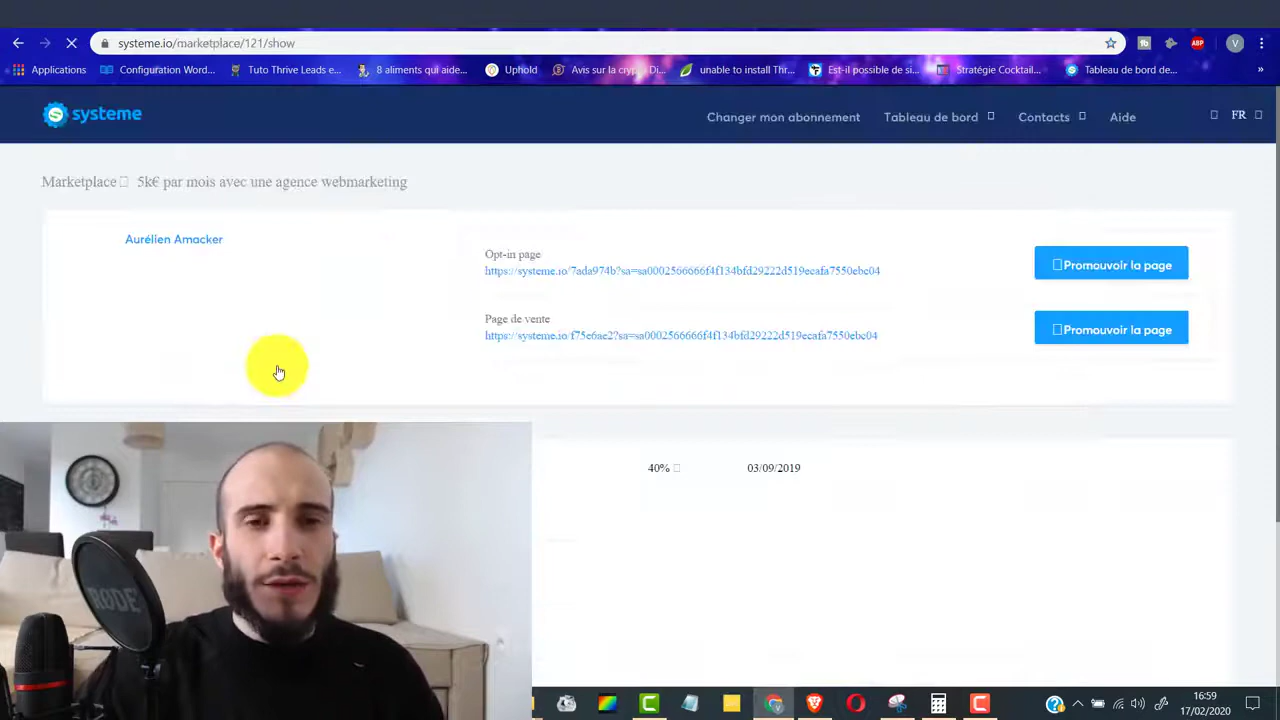 systeme.io/marketplace/121/show
Applications Configuration Word... Tuto Thrive Leads e... 8 aliments qui aide... Uphold Avis sur la crypto Di... unable to install Thr... Est-il possible de si... Stratégie Cocktail... Tableau de bord de... »
systeme Changer mon abonnement Tableau de bord Contacts Aide FR
Marketplace 5k€ par mois avec une agence webmarketing
Aurélien Amacker
Opt-in page
https://systeme.io/7ada974b?sa=sa0002566666f4f134bfd29222d519ecafa7550ebc04
Promouvoir la page
Page de vente
https://systeme.io/f75e6ae2?sa=sa0002566666f4f134bfd29222d519ecafa7550ebc04
Promouvoir la page
40% 03/09/2019
RØDE
16:59
17/02/2020